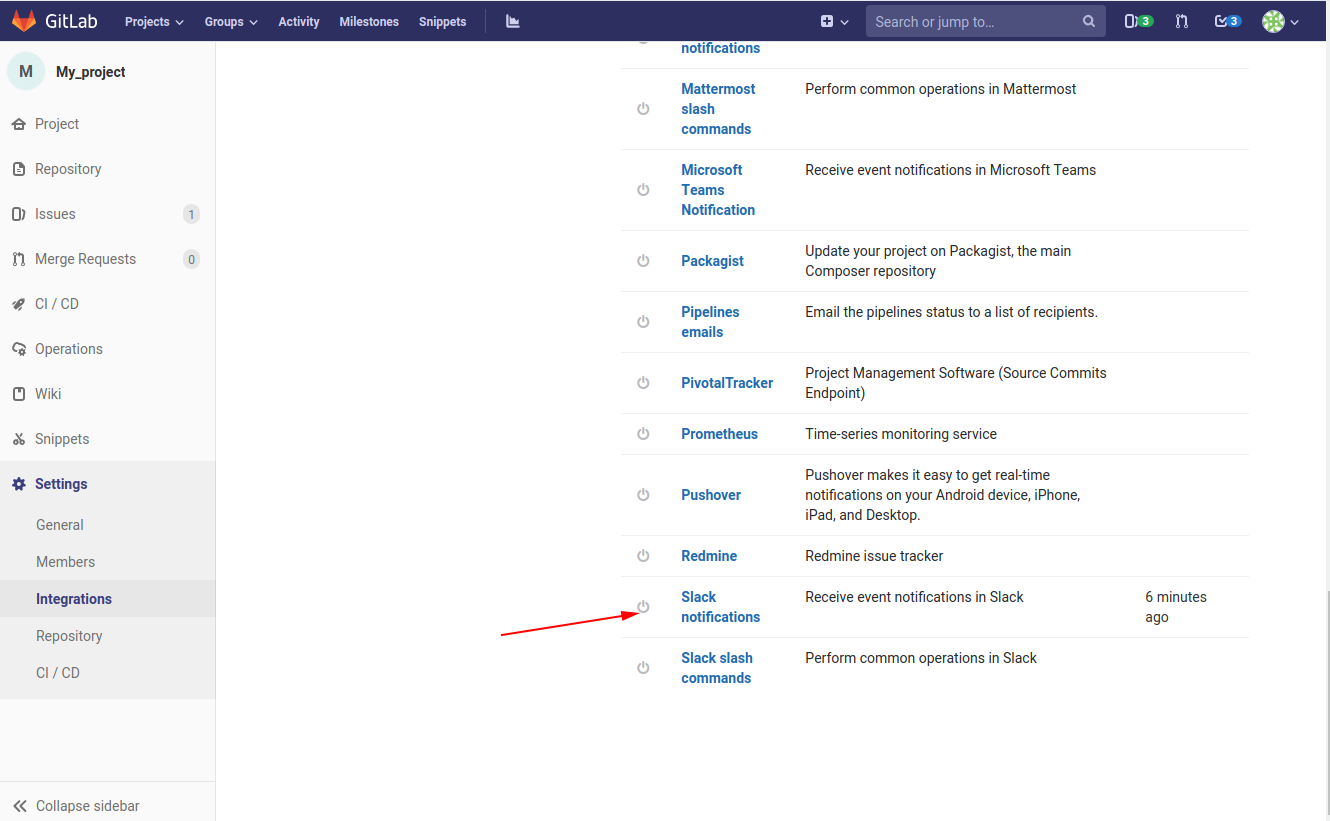 GitLab Projects Groups Activity Milestones Snippets Search or jump to... 3 3
M My_project
Project
Repository
Issues 1
Merge Requests 0
CI / CD
Operations
Wiki
Snippets
Settings
General
Members
Integrations
Repository
CI / CD
Collapse sidebar
notifications
Mattermost
slash
commands
Perform common operations in Mattermost
Microsoft
Teams
Notification
Receive event notifications in Microsoft Teams
Packagist
Update your project on Packagist, the main
Composer repository
Pipelines
emails
Email the pipelines status to a list of recipients.
PivotalTracker
Project Management Software (Source Commits
Endpoint)
Prometheus
Time-series monitoring service
Pushover
Pushover makes it easy to get real-time
notifications on your Android device, iPhone,
iPad, and Desktop.
Redmine
Redmine issue tracker
Slack
notifications
Receive event notifications in Slack
6 minutes
ago
Slack slash
commands
Perform common operations in Slack